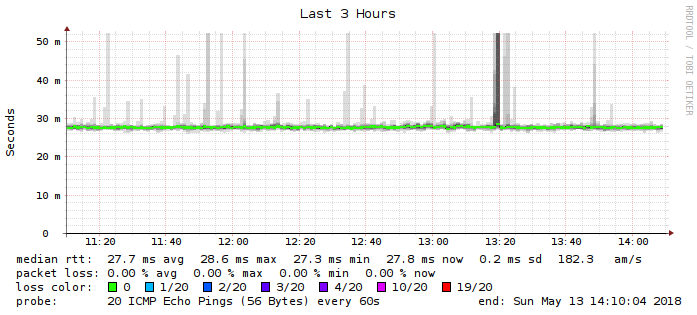 Last 3 Hours
RRDTOOL / TOBI OETIKER
Seconds
50 m
40 m
30 m
20 m
10 m
0
11:20 11:40 12:00 12:20 12:40 13:00 13:20 13:40 14:00
median rtt: 27.7 ms avg 28.6 ms max 27.3 ms min 27.8 ms now 0.2 ms sd 182.3 am/s
packet loss: 0.00 % avg 0.00 % max 0.00 % min 0.00 % now
loss color: 0 1/20 2/20 3/20 4/20 10/20 19/20
probe: 20 ICMP Echo Pings (56 Bytes) every 60s end: Sun May 13 14:10:04 2018